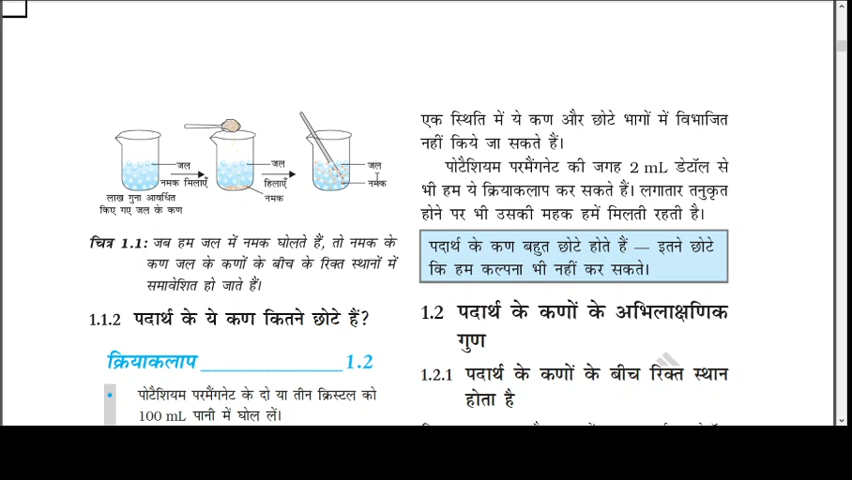 जल
नमक मिलाएँ
लाख गुना आवर्धित
किए गए जल के कण
जल
हिलाएँ
नमक
जल
नमक
चित्र 1.1: जब हम जल में नमक घोलते हैं, तो नमक के
कण जल के कणों के बीच के रिक्त स्थानों में
समावेशित हो जाते हैं।
1.1.2 पदार्थ के ये कण कितने छोटे हैं?
क्रियाकलाप ______________ 1.2
• पोटैशियम परमैंगनेट के दो या तीन क्रिस्टल को
100 mL पानी में घोल लें।
एक स्थिति में ये कण और छोटे भागों में विभाजित
नहीं किये जा सकते हैं।
पोटैशियम परमैंगनेट की जगह 2 mL डेटॉल से
भी हम ये क्रियाकलाप कर सकते हैं। लगातार तनुकृत
होने पर भी उसकी महक हमें मिलती रहती है।
पदार्थ के कण बहुत छोटे होते हैं — इतने छोटे
कि हम कल्पना भी नहीं कर सकते।
1.2 पदार्थ के कणों के अभिलाक्षणिक
गुण
1.2.1 पदार्थ के कणों के बीच रिक्त स्थान
होता है